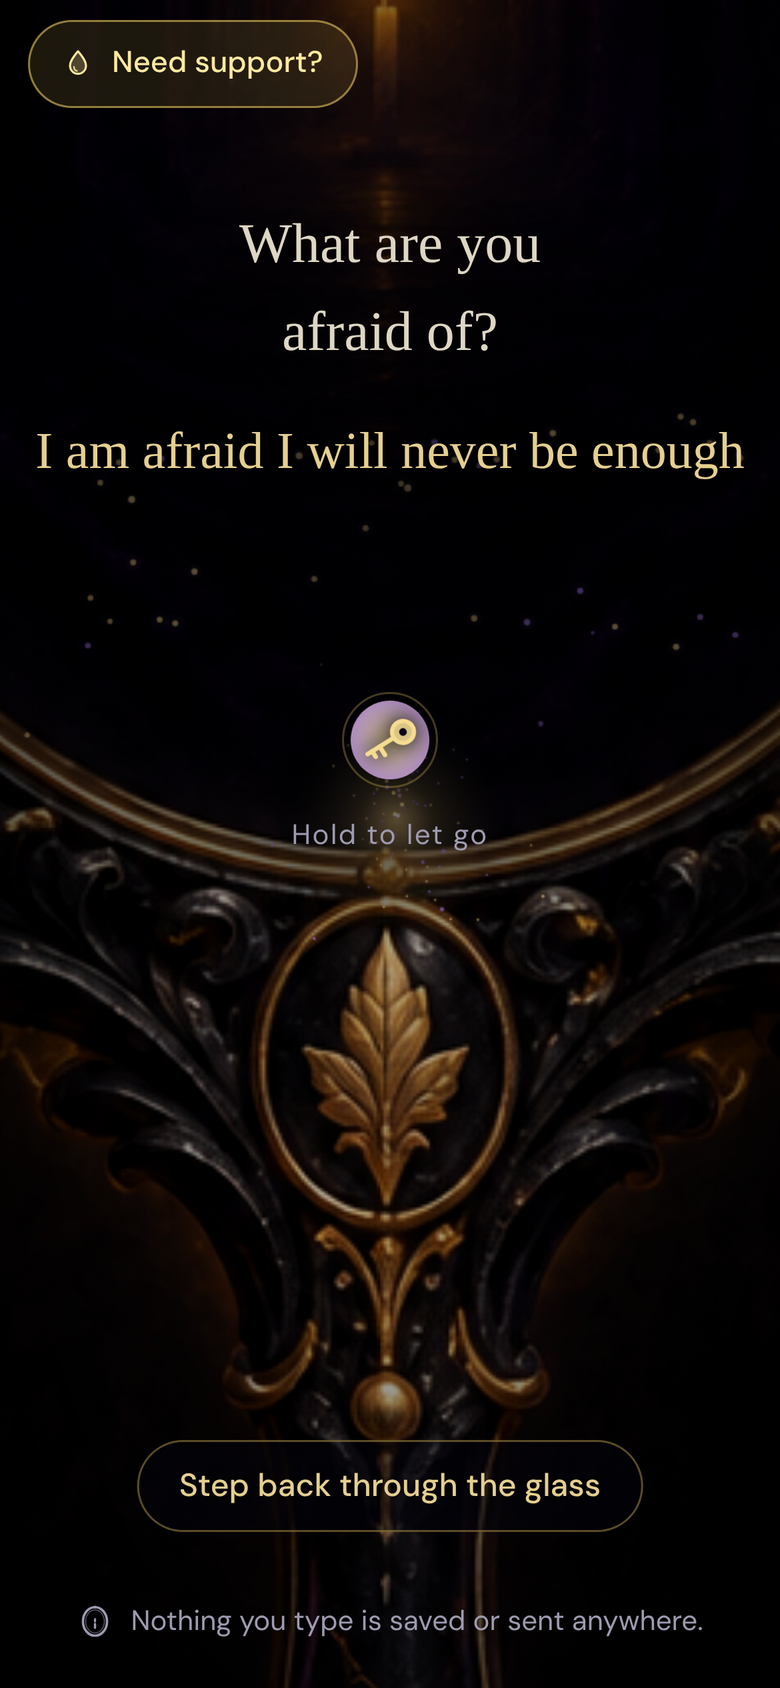 Need support?
What are you
afraid of?
I am afraid I will never be enough
Hold to let go
Step back through the glass
Nothing you type is saved or sent anywhere.